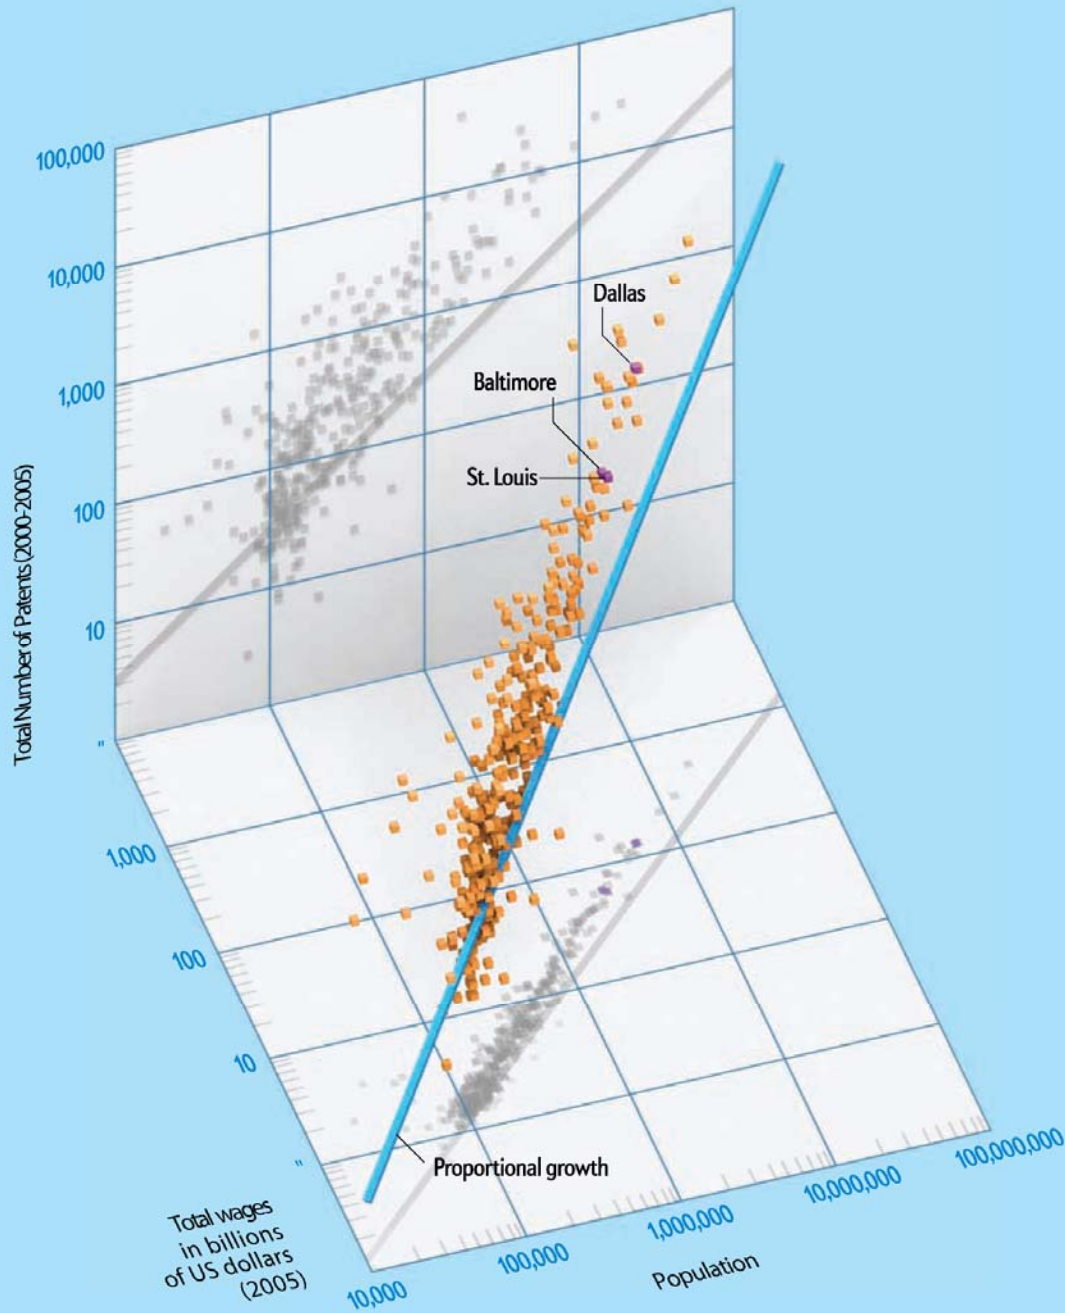 100,000
10,000
1,000
100
10
"
Total Number of Patents (2000-2005)
Dallas
Baltimore
St. Louis
1,000
100
10
"
Proportional growth
Total wages
in billions
of US dollars
(2005)
10,000
100,000
1,000,000
10,000,000
100,000,000
Population